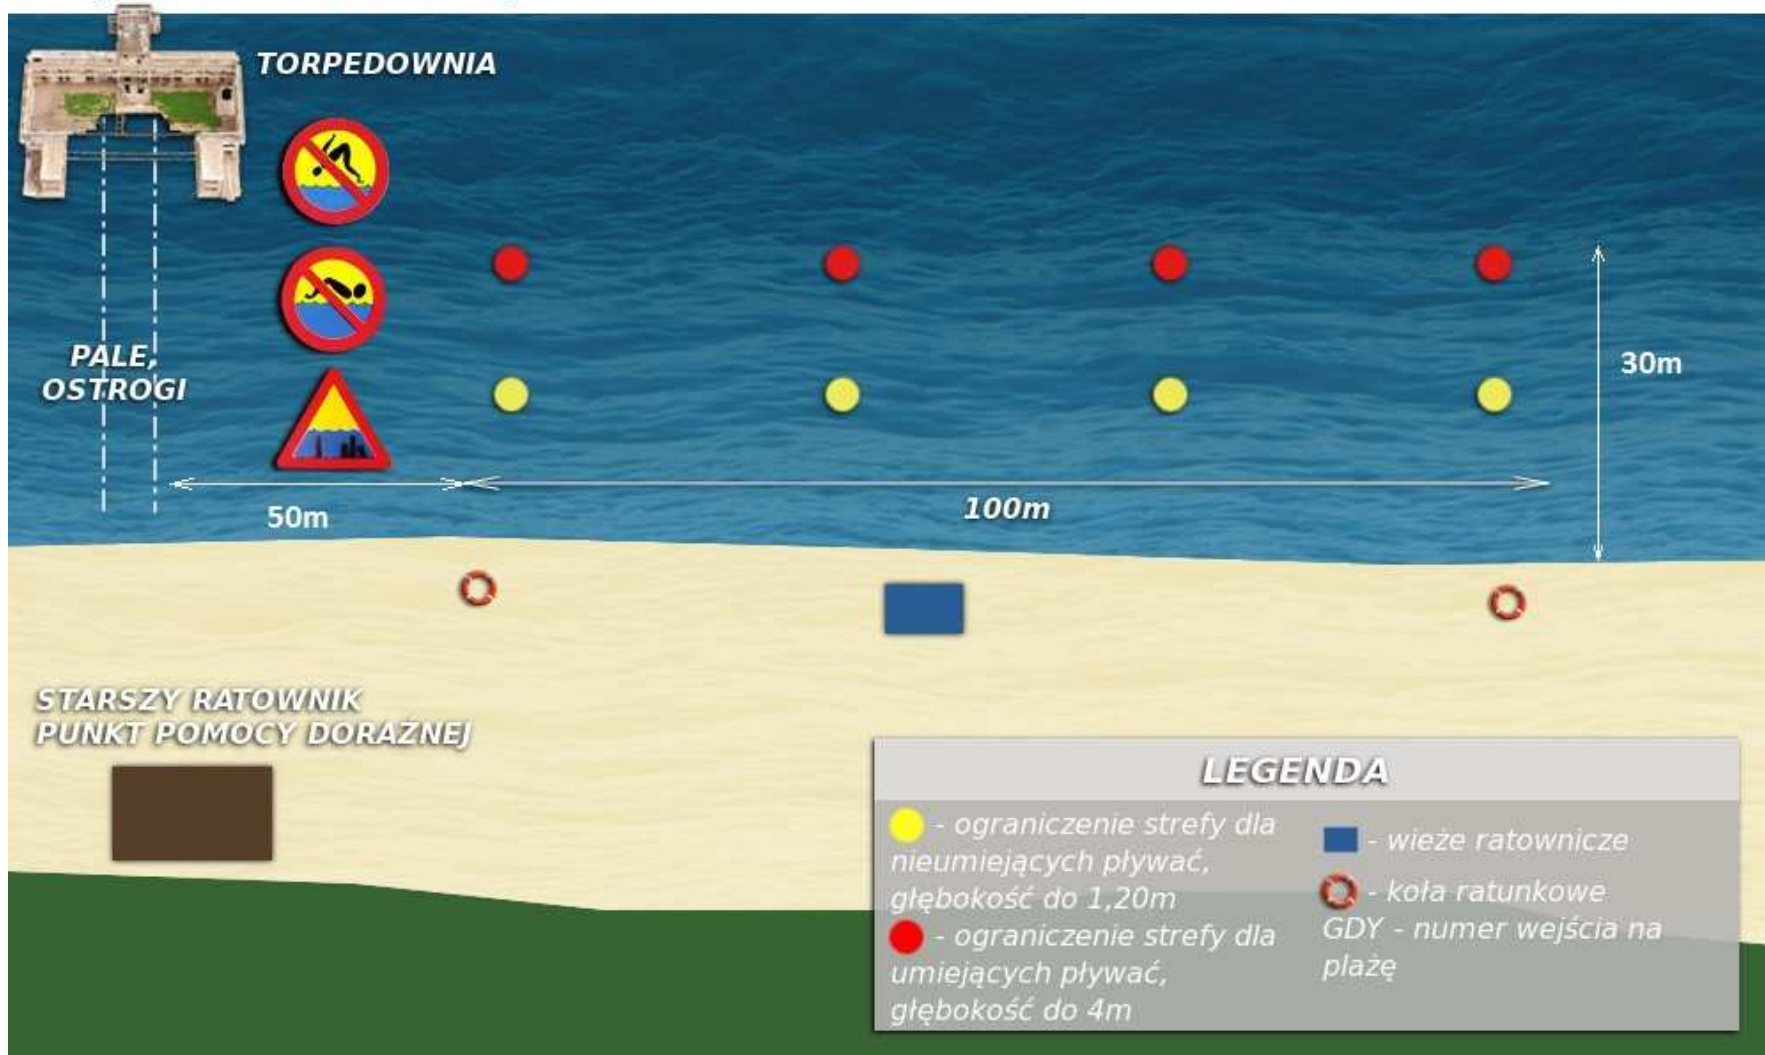 TORPEDOWNIA
PALE,
OSTROGI
30m
50m
100m
STARSZY RATOWNIK
PUNKT POMOCY DORAŹNEJ
LEGENDA
- ograniczenie strefy dla
nieumiejących pływać,
głębokość do 1,20m
- ograniczenie strefy dla
umiejących pływać,
głębokość do 4m
- wieże ratownicze
- koła ratunkowe
GDY - numer wejścia na
plażę